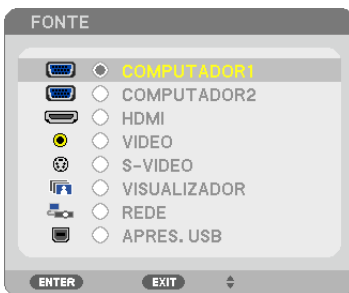 FONTE
COMPUTADOR1
COMPUTADOR2
HDMI
VIDEO
S-VIDEO
VISUALIZADOR
REDE
APRES. USB
ENTER EXIT